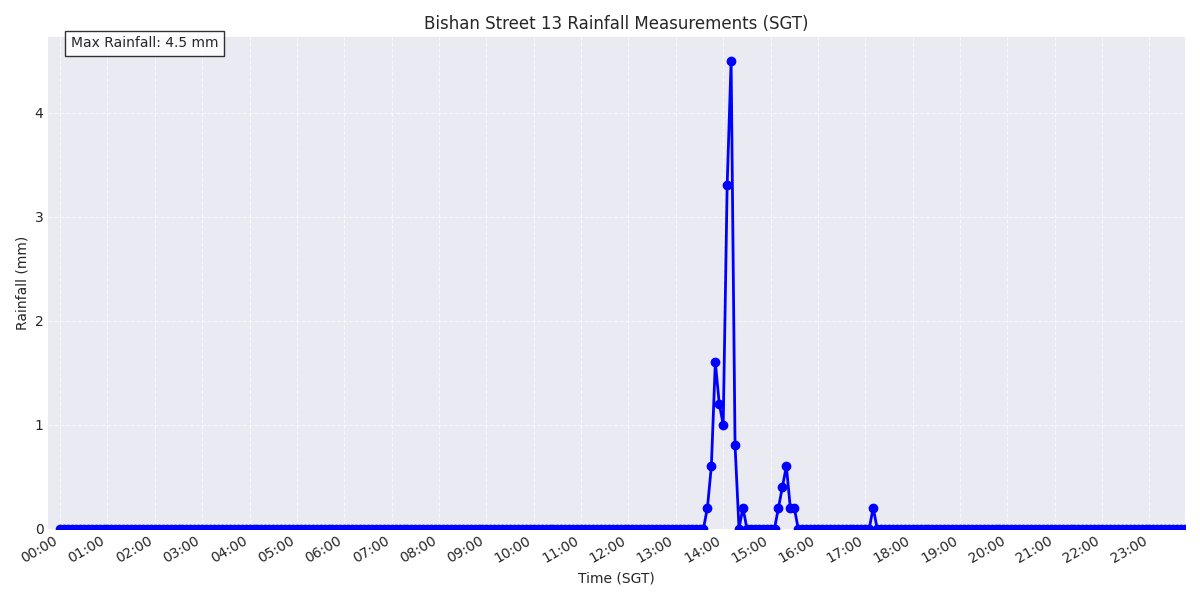 Bishan Street 13 Rainfall Measurements (SGT)
Max Rainfall: 4.5 mm
Rainfall (mm)
4
3
2
1
0
00:00 01:00 02:00 03:00 04:00 05:00 06:00 07:00 08:00 09:00 10:00 11:00 12:00 13:00 14:00 15:00 16:00 17:00 18:00 19:00 20:00 21:00 22:00 23:00
Time (SGT)